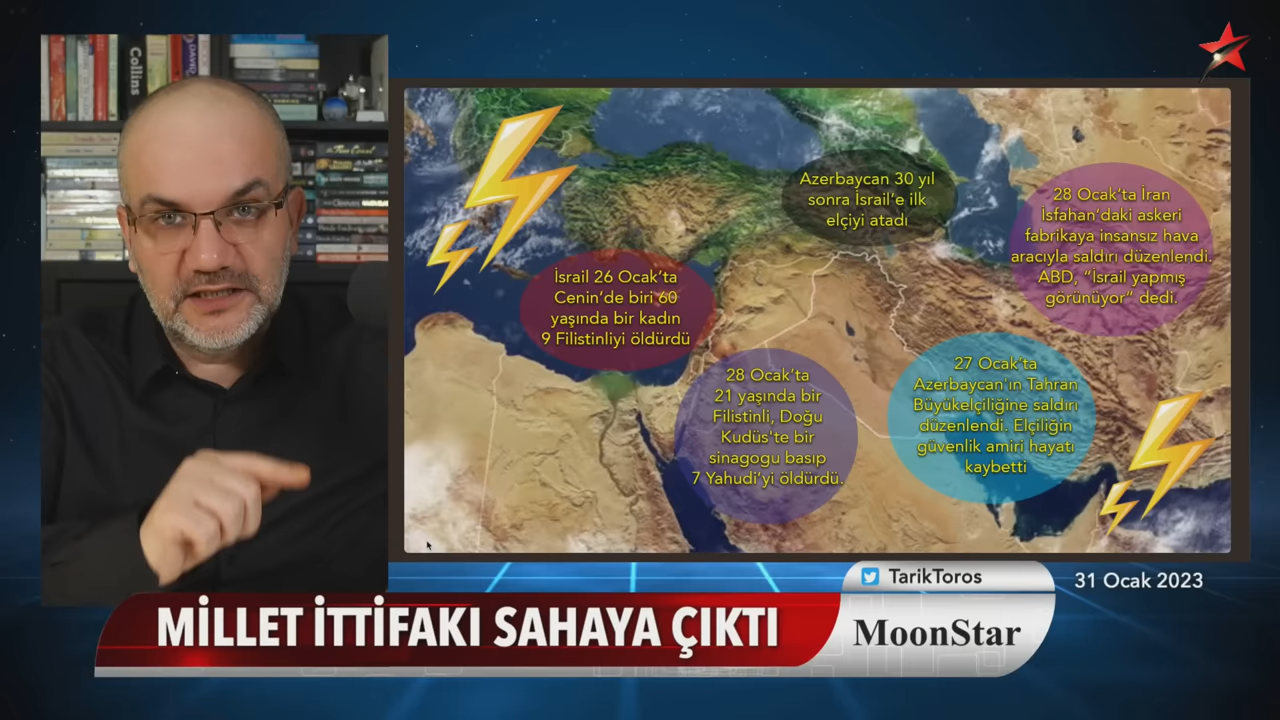 Collins
Azerbaycan 30 yıl
sonra İsrail'e ilk
elçiyi atadı
28 Ocak'ta İran
İsfahan'daki askeri
fabrikaya insansız hava
aracıyla saldırı düzenlendi.
ABD, "İsrail yapmış
görünüyor" dedi.
İsrail 26 Ocak'ta
Cenin'de biri 60
yaşında bir kadın
9 Filistinliyi öldürdü
28 Ocak'ta
21 yaşında bir
Filistinli, Doğu
Kudüs'te bir
sinagogu basıp
7 Yahudi'yi öldürdü.
27 Ocak'ta
Azerbaycan'ın Tahran
Büyükelçiliğine saldırı
düzenlendi. Elçiliğin
güvenlik amiri hayatı
kaybetti
TarikToros
31 Ocak 2023
MİLLET İTTİFAKI SAHAYA ÇIKTI
MoonStar